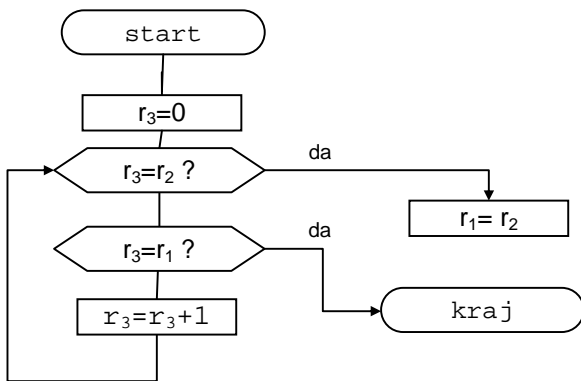 start
r₃=0
r₃=r₂ ?
da
r₁= r₂
r₃=r₁ ?
da
r₃=r₃+1
kraj